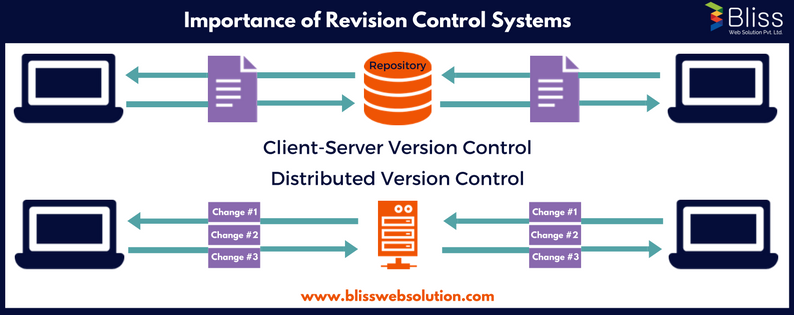 Importance of Revision Control Systems
Bliss
Web Solution Pvt. Ltd.
Repository
Client-Server Version Control
Distributed Version Control
Change #1
Change #2
Change #3
Change #1
Change #2
Change #3
www.blisswebsolution.com